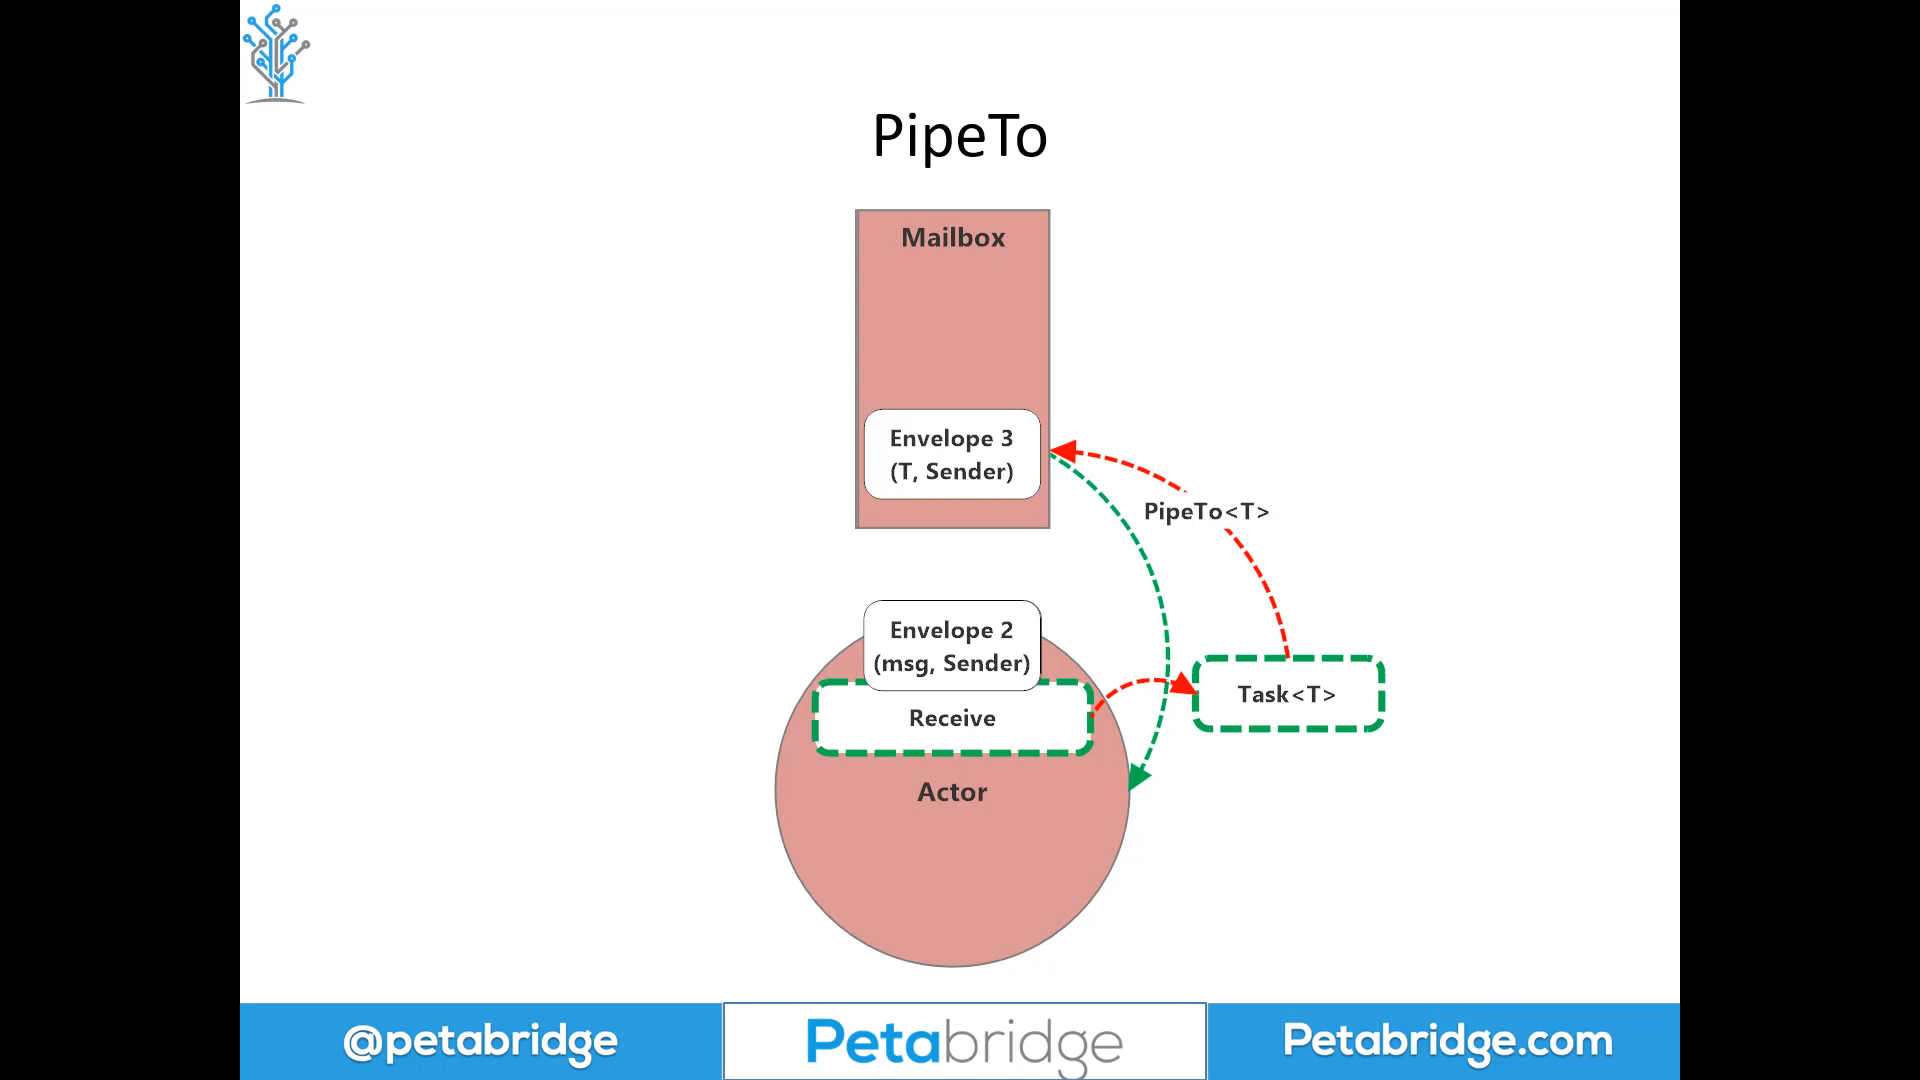 PipeTo
Mailbox
Envelope 3
(T, Sender)
PipeTo<T>
Envelope 2
(msg, Sender)
Task<T>
Receive
Actor
@petabridge
Petabridge
Petabridge.com